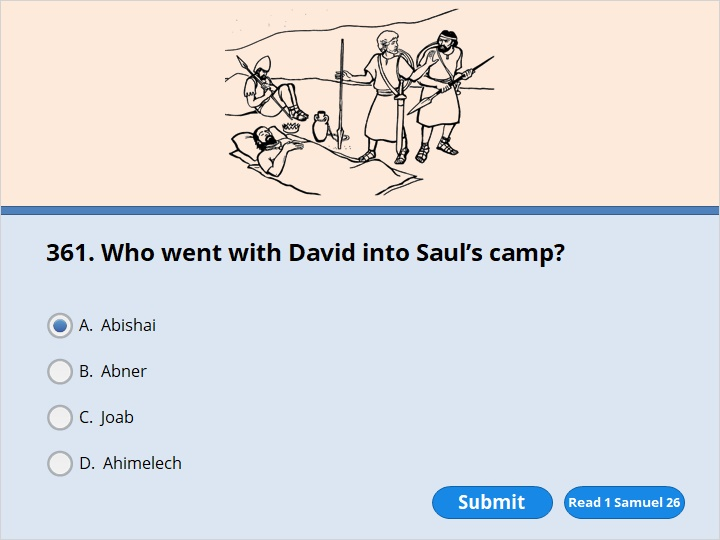 361. Who went with David into Saul’s camp?
A. Abishai
B. Abner
C. Joab
D. Ahimelech
Submit
Read 1 Samuel 26